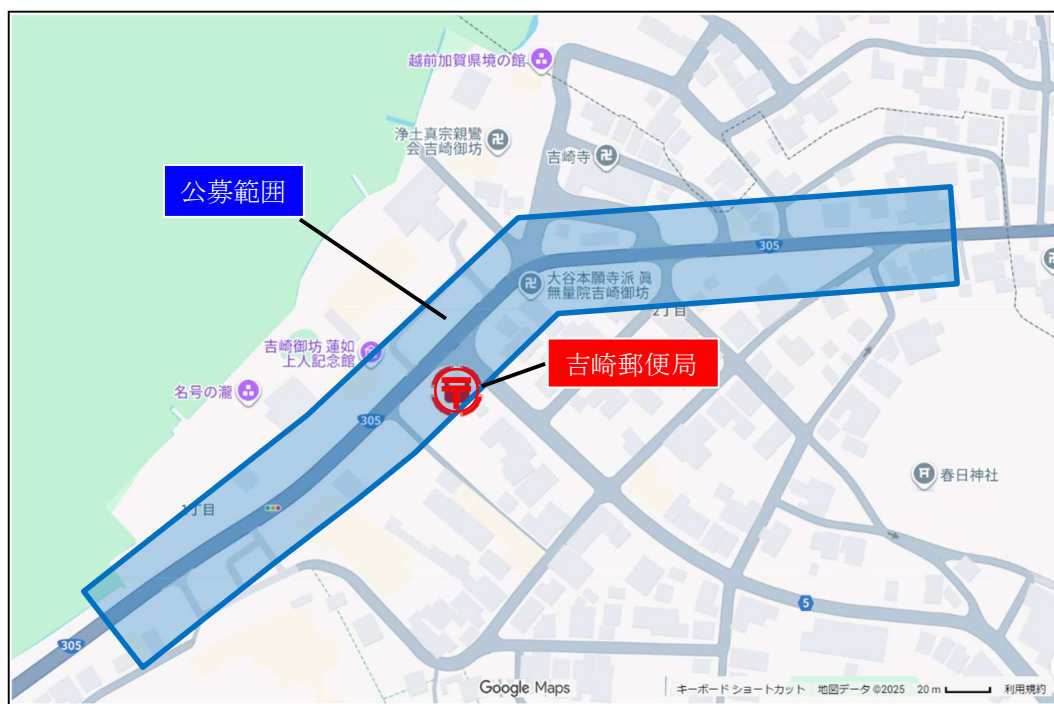 越前加賀県境の館
浄土真宗親鸞
会 吉崎御坊
吉崎寺
公募範囲
305
大谷本願寺派 眞
無量院吉崎御坊
2丁目
吉崎御坊 蓮如
上人記念館
吉崎郵便局
名号の瀧
305
春日神社
1丁目
5
305
Google Maps
キーボード ショートカット
地図データ ©2025
20 m
利用規約